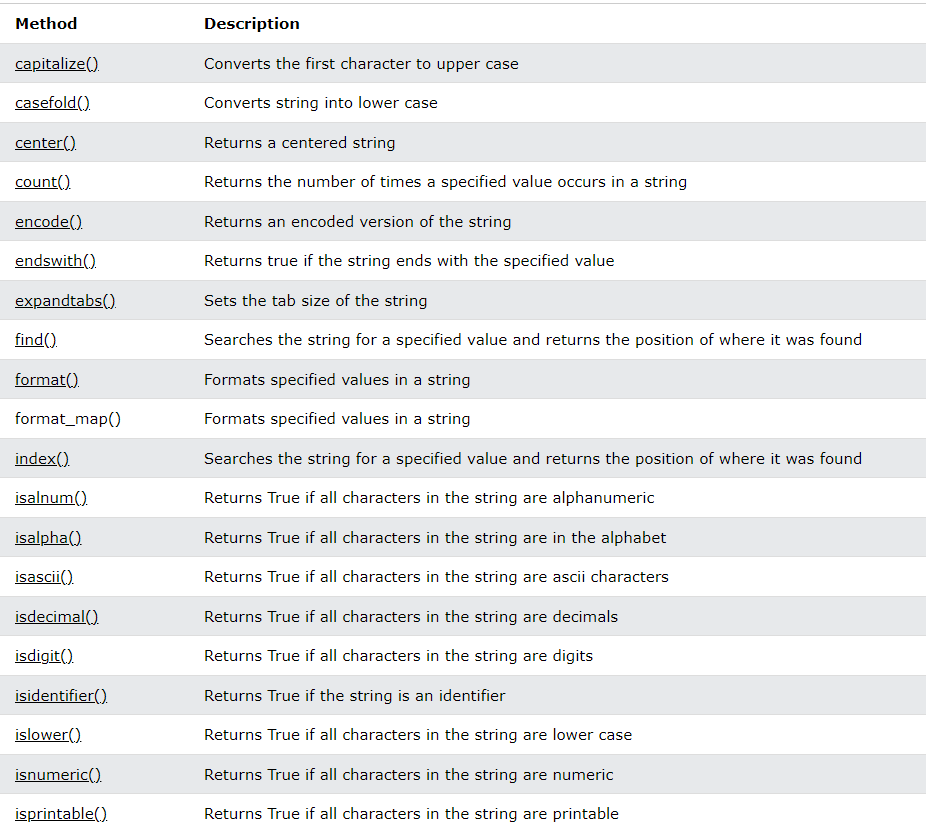 Method Description
capitalize() Converts the first character to upper case
casefold() Converts string into lower case
center() Returns a centered string
count() Returns the number of times a specified value occurs in a string
encode() Returns an encoded version of the string
endswith() Returns true if the string ends with the specified value
expandtabs() Sets the tab size of the string
find() Searches the string for a specified value and returns the position of where it was found
format() Formats specified values in a string
format_map() Formats specified values in a string
index() Searches the string for a specified value and returns the position of where it was found
isalnum() Returns True if all characters in the string are alphanumeric
isalpha() Returns True if all characters in the string are in the alphabet
isascii() Returns True if all characters in the string are ascii characters
isdecimal() Returns True if all characters in the string are decimals
isdigit() Returns True if all characters in the string are digits
isidentifier() Returns True if the string is an identifier
islower() Returns True if all characters in the string are lower case
isnumeric() Returns True if all characters in the string are numeric
isprintable() Returns True if all characters in the string are printable